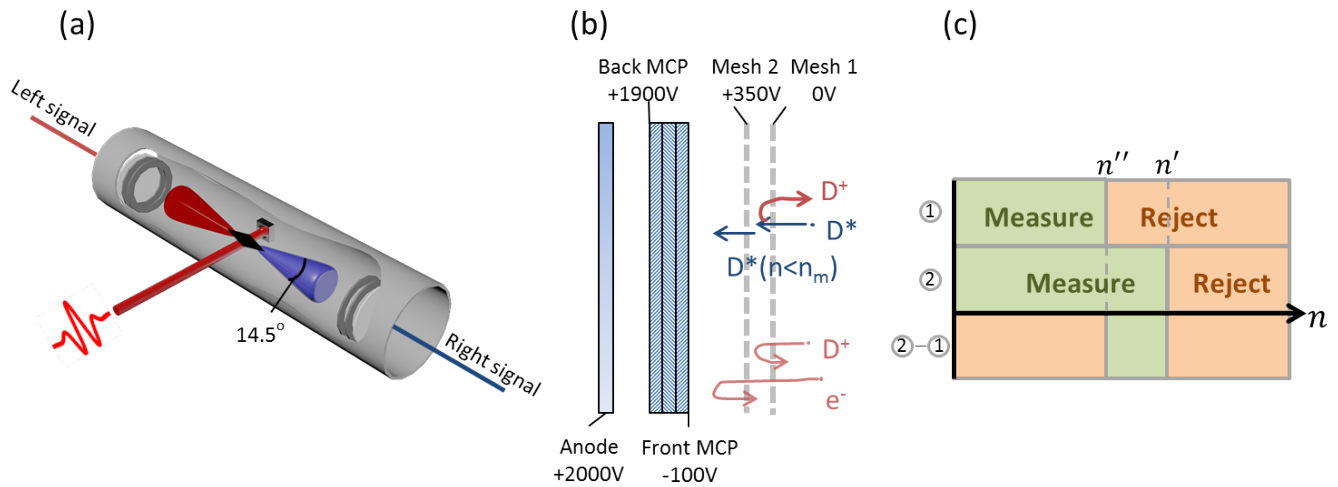 (a)
Left signal
14.5°
Right signal
(b)
Back MCP
+1900V
Mesh 2
+350V
Mesh 1
0V
D⁺
D*
D*(n<nₘ)
D⁺
e⁻
Anode
+2000V
Front MCP
-100V
(c)
n''
n'
① Measure Reject
② Measure Reject
n
②−①